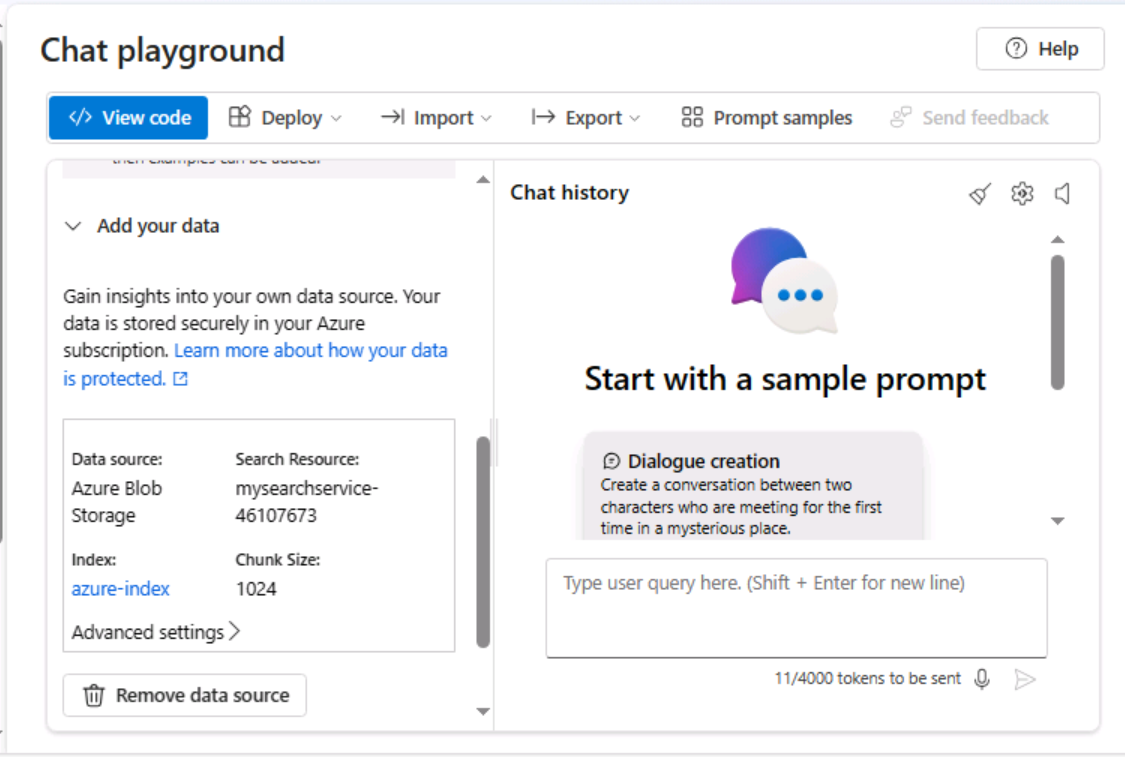 Chat playground
Help
</> View code
Deploy
Import
Export
Prompt samples
Send feedback
then examples can be added.
Add your data
Gain insights into your own data source. Your
data is stored securely in your Azure
subscription. Learn more about how your data
is protected.
Data source:
Azure Blob
Storage
Search Resource:
mysearchservice-
46107673
Index:
azure-index
Chunk Size:
1024
Advanced settings
Remove data source
Chat history
Start with a sample prompt
Dialogue creation
Create a conversation between two
characters who are meeting for the first
time in a mysterious place.
Type user query here. (Shift + Enter for new line)
11/4000 tokens to be sent